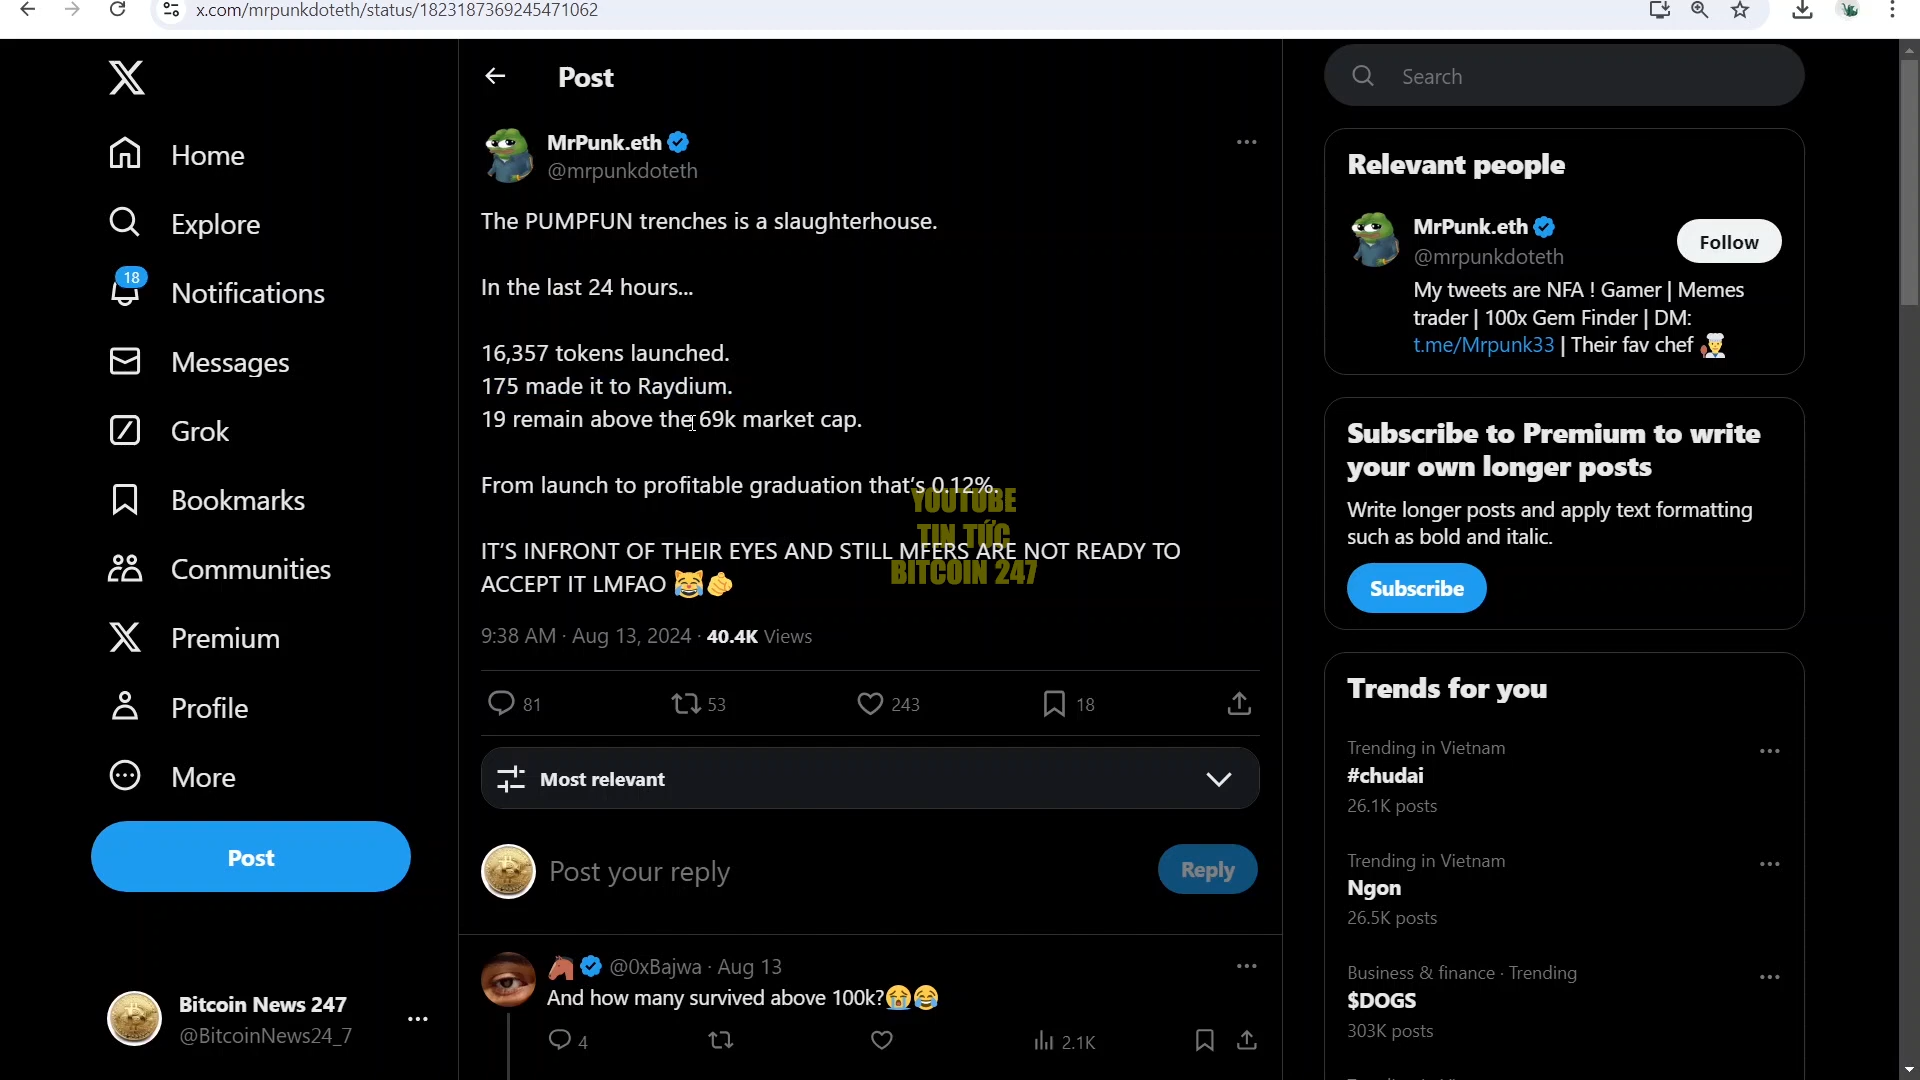 x.com/mrpunkdoteth/status/1823187369245471062
Home
Explore
18
Notifications
Messages
Grok
Bookmarks
Communities
Premium
Profile
More
Post
Bitcoin News 247
@BitcoinNews24_7
Post
MrPunk.eth
@mrpunkdoteth
The PUMPFUN trenches is a slaughterhouse.
In the last 24 hours...
16,357 tokens launched.
175 made it to Raydium.
19 remain above the 69k market cap.
From launch to profitable graduation that's 0.12%.
IT'S INFRONT OF THEIR EYES AND STILL MFERS ARE NOT READY TO
ACCEPT IT LMFAO 😹🫵
YOUTUBE
TIN TỨC
BITCOIN 247
9:38 AM · Aug 13, 2024 · 40.4K Views
81
53
243
18
Most relevant
Post your reply
Reply
@0xBajwa · Aug 13
And how many survived above 100k?😭😂
4
2.1K
Search
Relevant people
MrPunk.eth
Follow
@mrpunkdoteth
My tweets are NFA ! Gamer | Memes
trader | 100x Gem Finder | DM:
t.me/Mrpunk33 | Their fav chef 👨‍🍳
Subscribe to Premium to write
your own longer posts
Write longer posts and apply text formatting
such as bold and italic.
Subscribe
Trends for you
Trending in Vietnam
#chudai
26.1K posts
Trending in Vietnam
Ngon
26.5K posts
Business & finance · Trending
$DOGS
303K posts